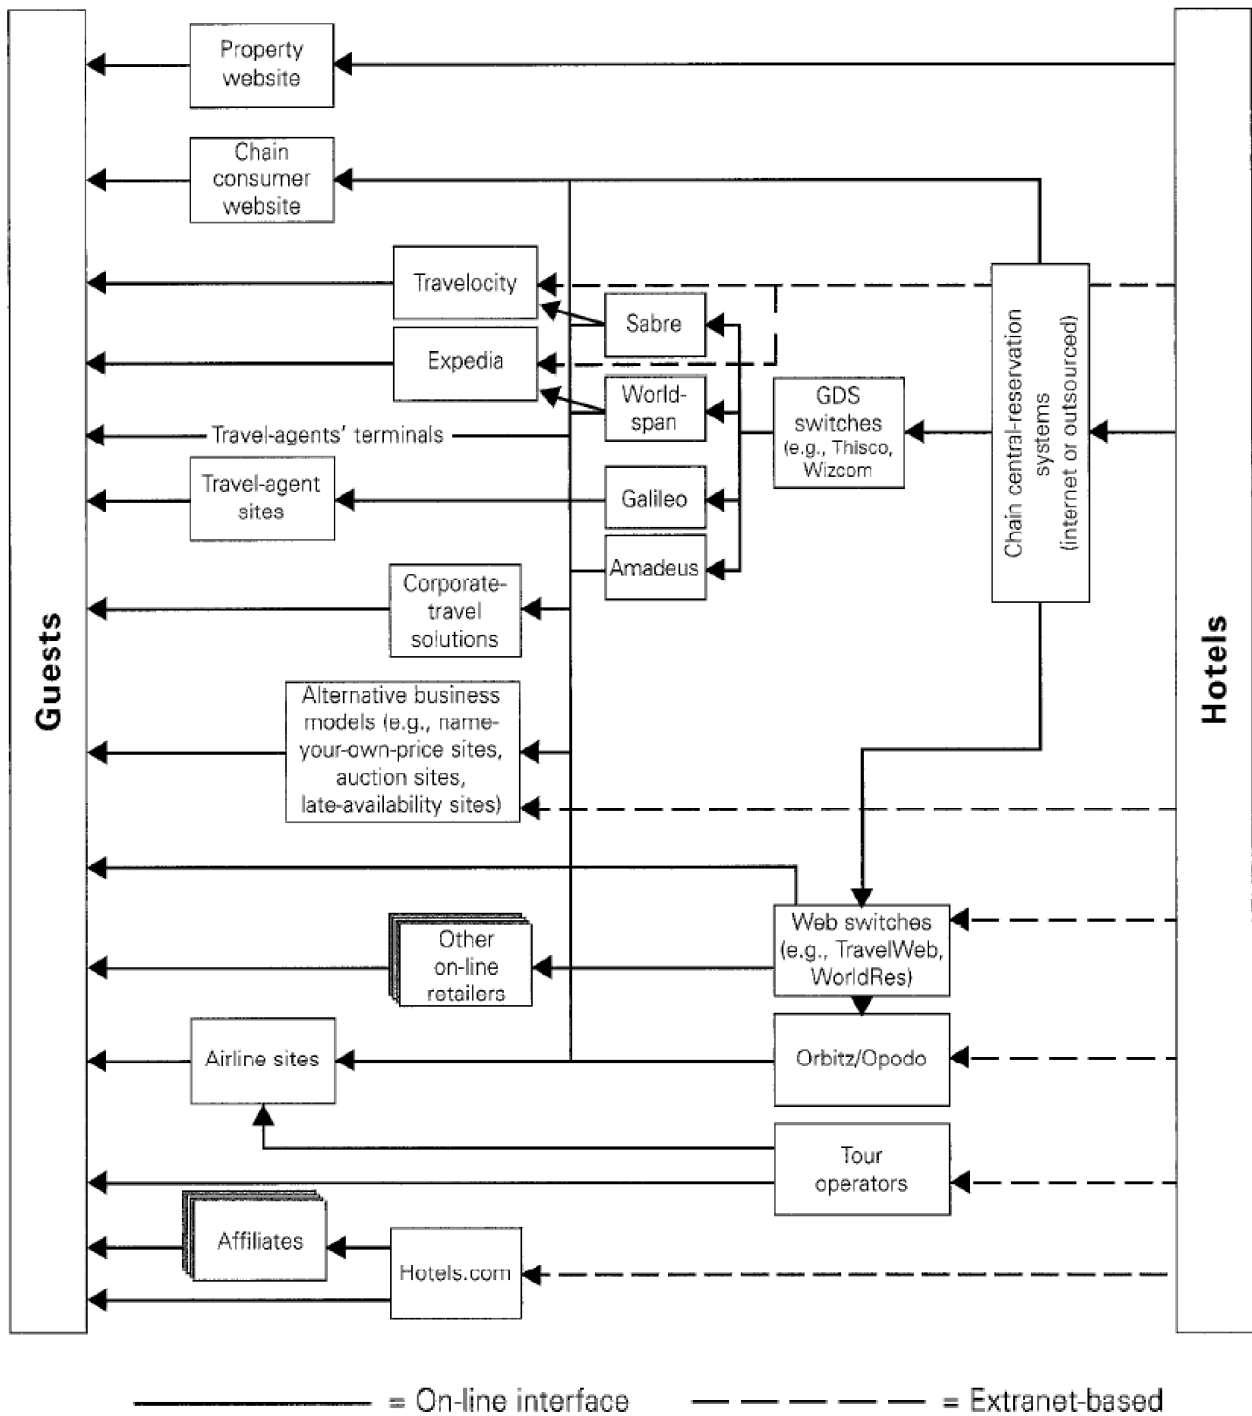 Property
website
Chain
consumer
website
Travelocity
Sabre
Expedia
World-
span
GDS
switches
(e.g., Thisco,
Wizcom
Chain central-reservation
systems
(internet or outsourced)
Travel-agents' terminals
Travel-agent
sites
Galileo
Amadeus
Corporate-
travel
solutions
Guests
Hotels
Alternative business
models (e.g., name-
your-own-price sites,
auction sites,
late-availability sites)
Web switches
(e.g., TravelWeb,
WorldRes)
Other
on-line
retailers
Airline sites
Orbitz/Opodo
Tour
operators
Affiliates
Hotels.com
= On-line interface
= Extranet-based